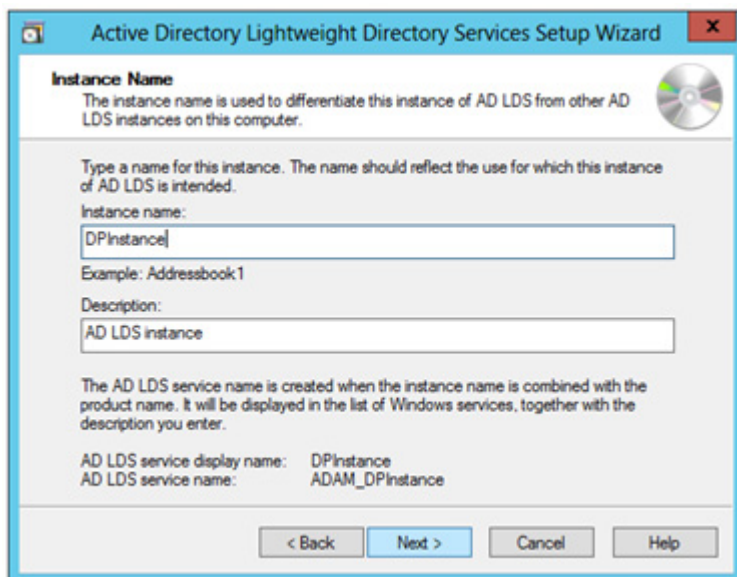 Active Directory Lightweight Directory Services Setup Wizard
x
Instance Name
The instance name is used to differentiate this instance of AD LDS from other AD
LDS instances on this computer.
Type a name for this instance. The name should reflect the use for which this instance
of AD LDS is intended.
Instance name:
DPInstance
Example: Addressbook1
Description:
AD LDS instance
The AD LDS service name is created when the instance name is combined with the
product name. It will be displayed in the list of Windows services, together with the
description you enter.
AD LDS service display name: DPInstance
AD LDS service name: ADAM_DPInstance
< Back Next > Cancel Help